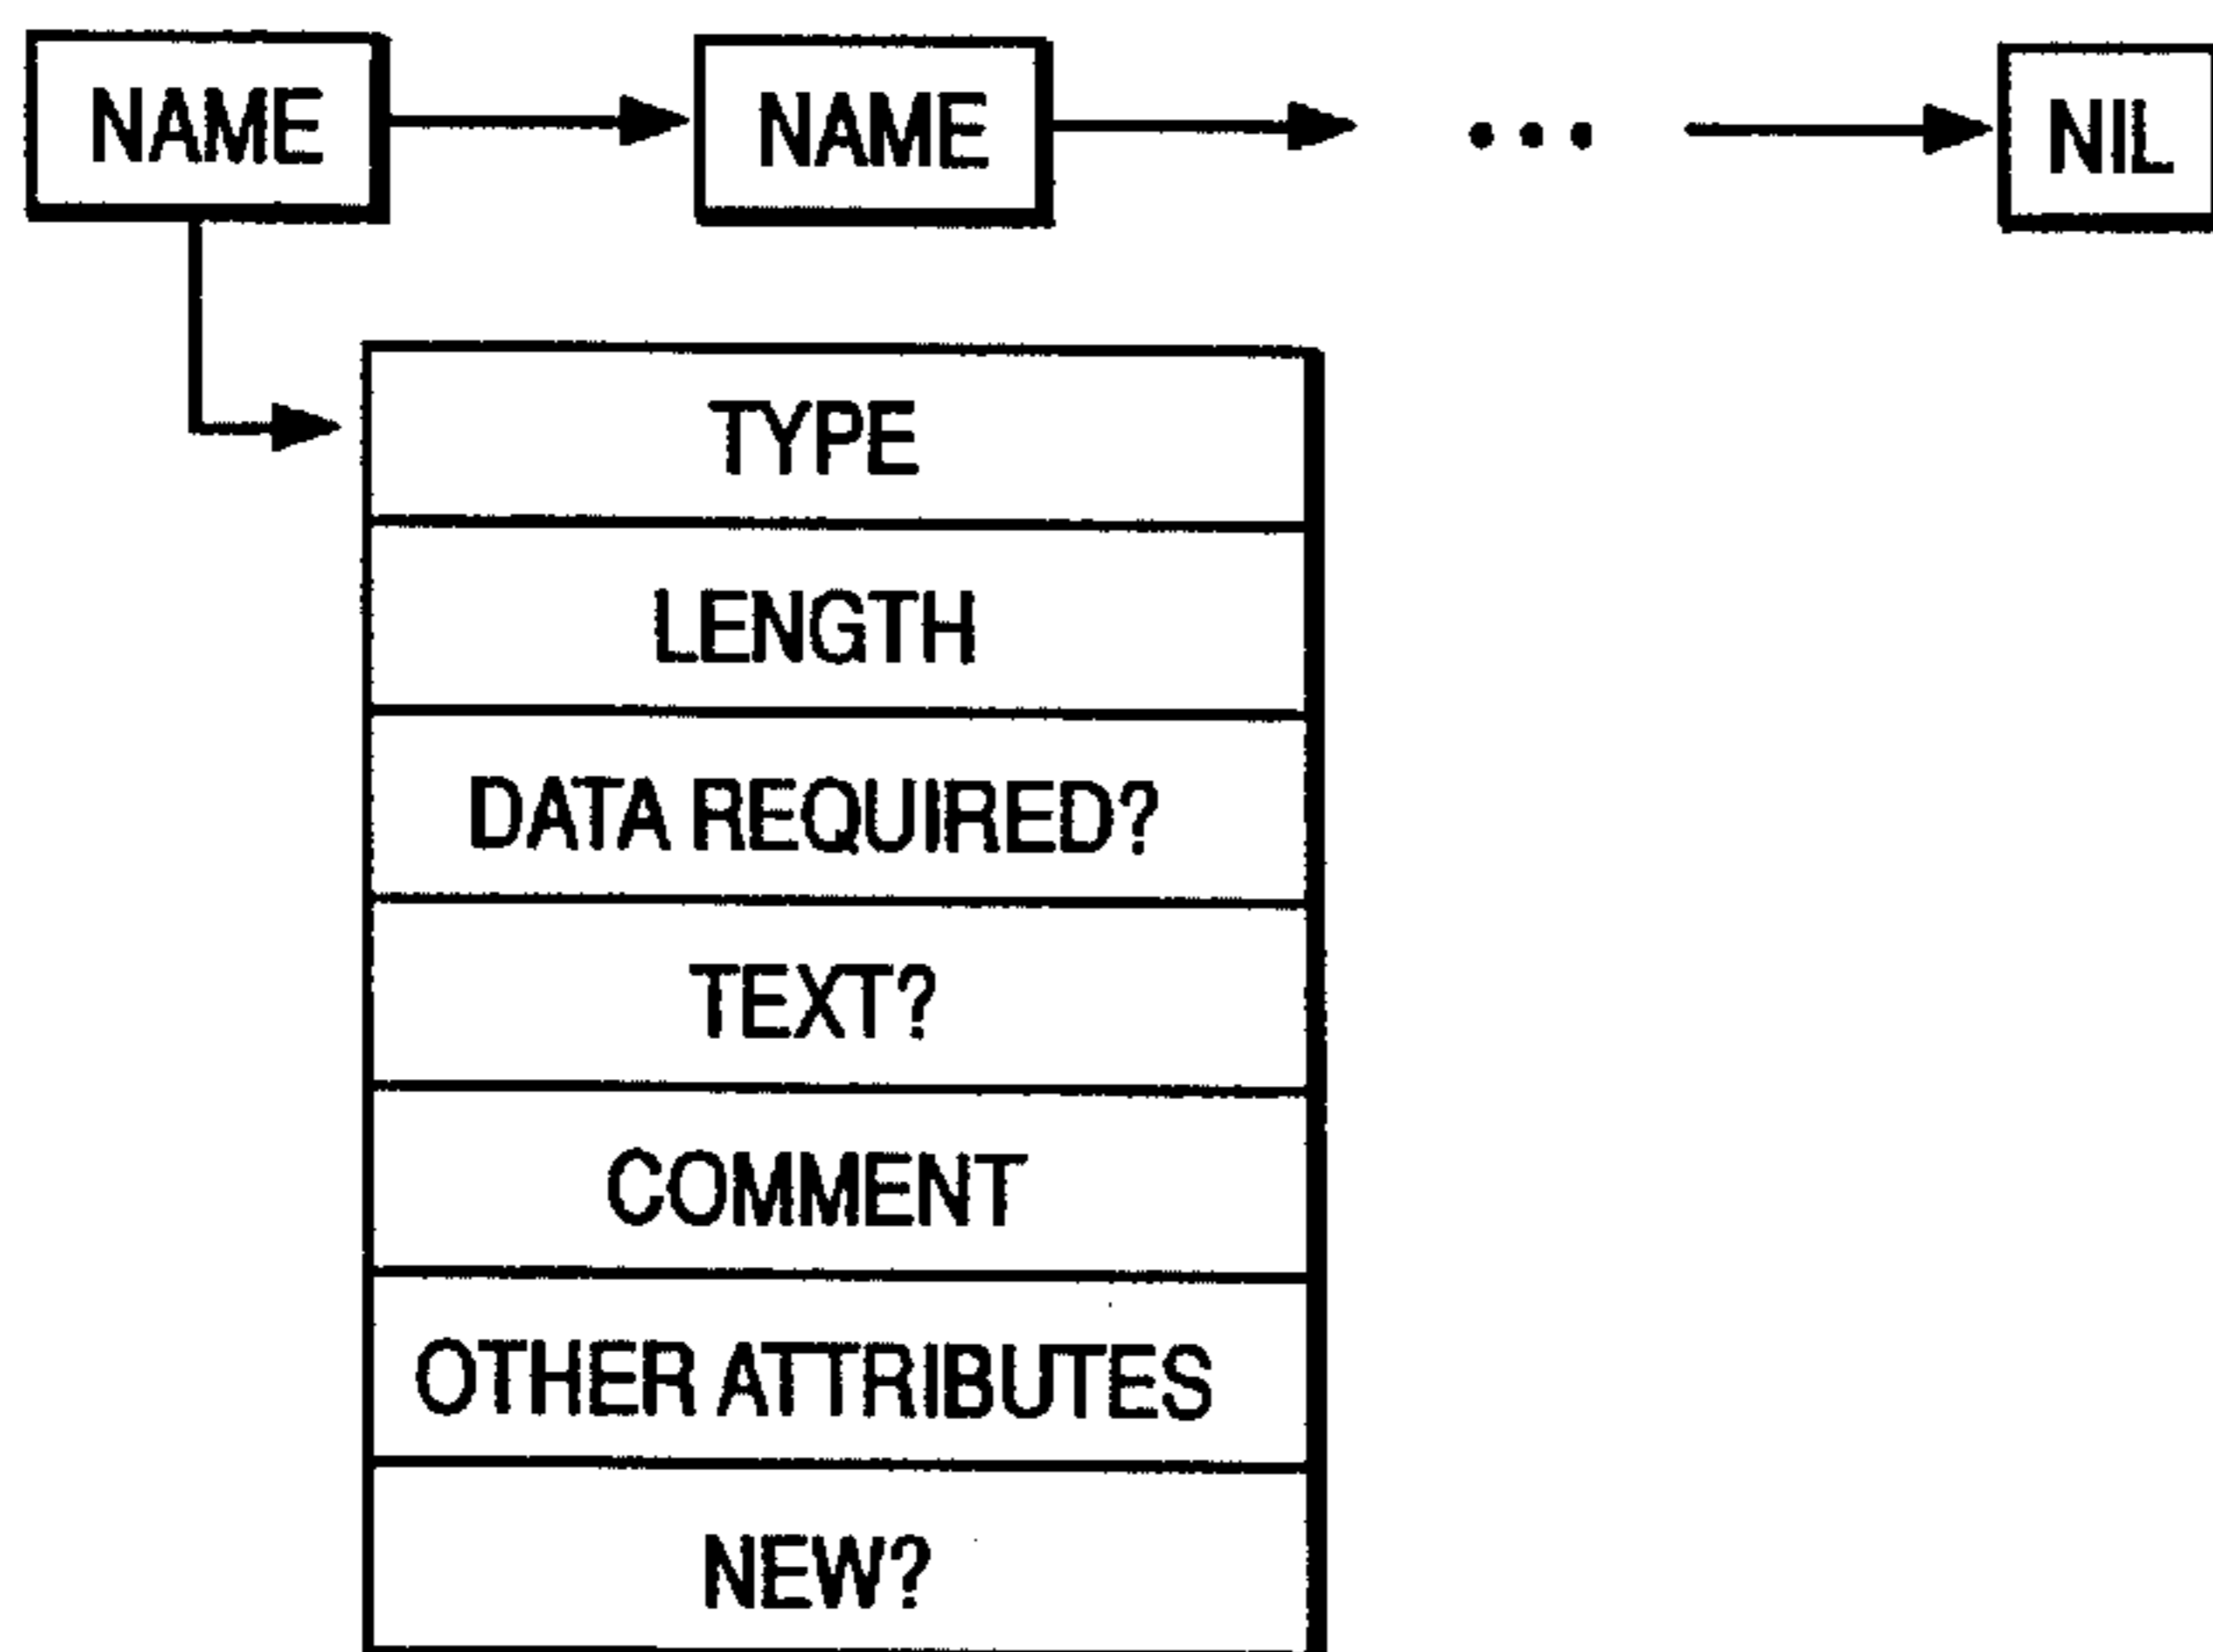 NAME NAME ... NIL
TYPE
LENGTH
DATA REQUIRED?
TEXT?
COMMENT
OTHER ATTRIBUTES
NEW?